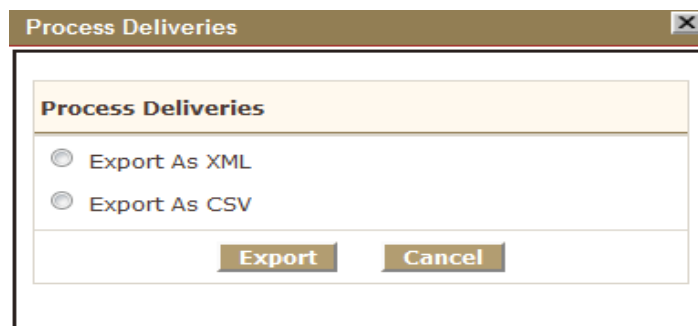 Process Deliveries
Process Deliveries
Export As XML
Export As CSV
Export Cancel